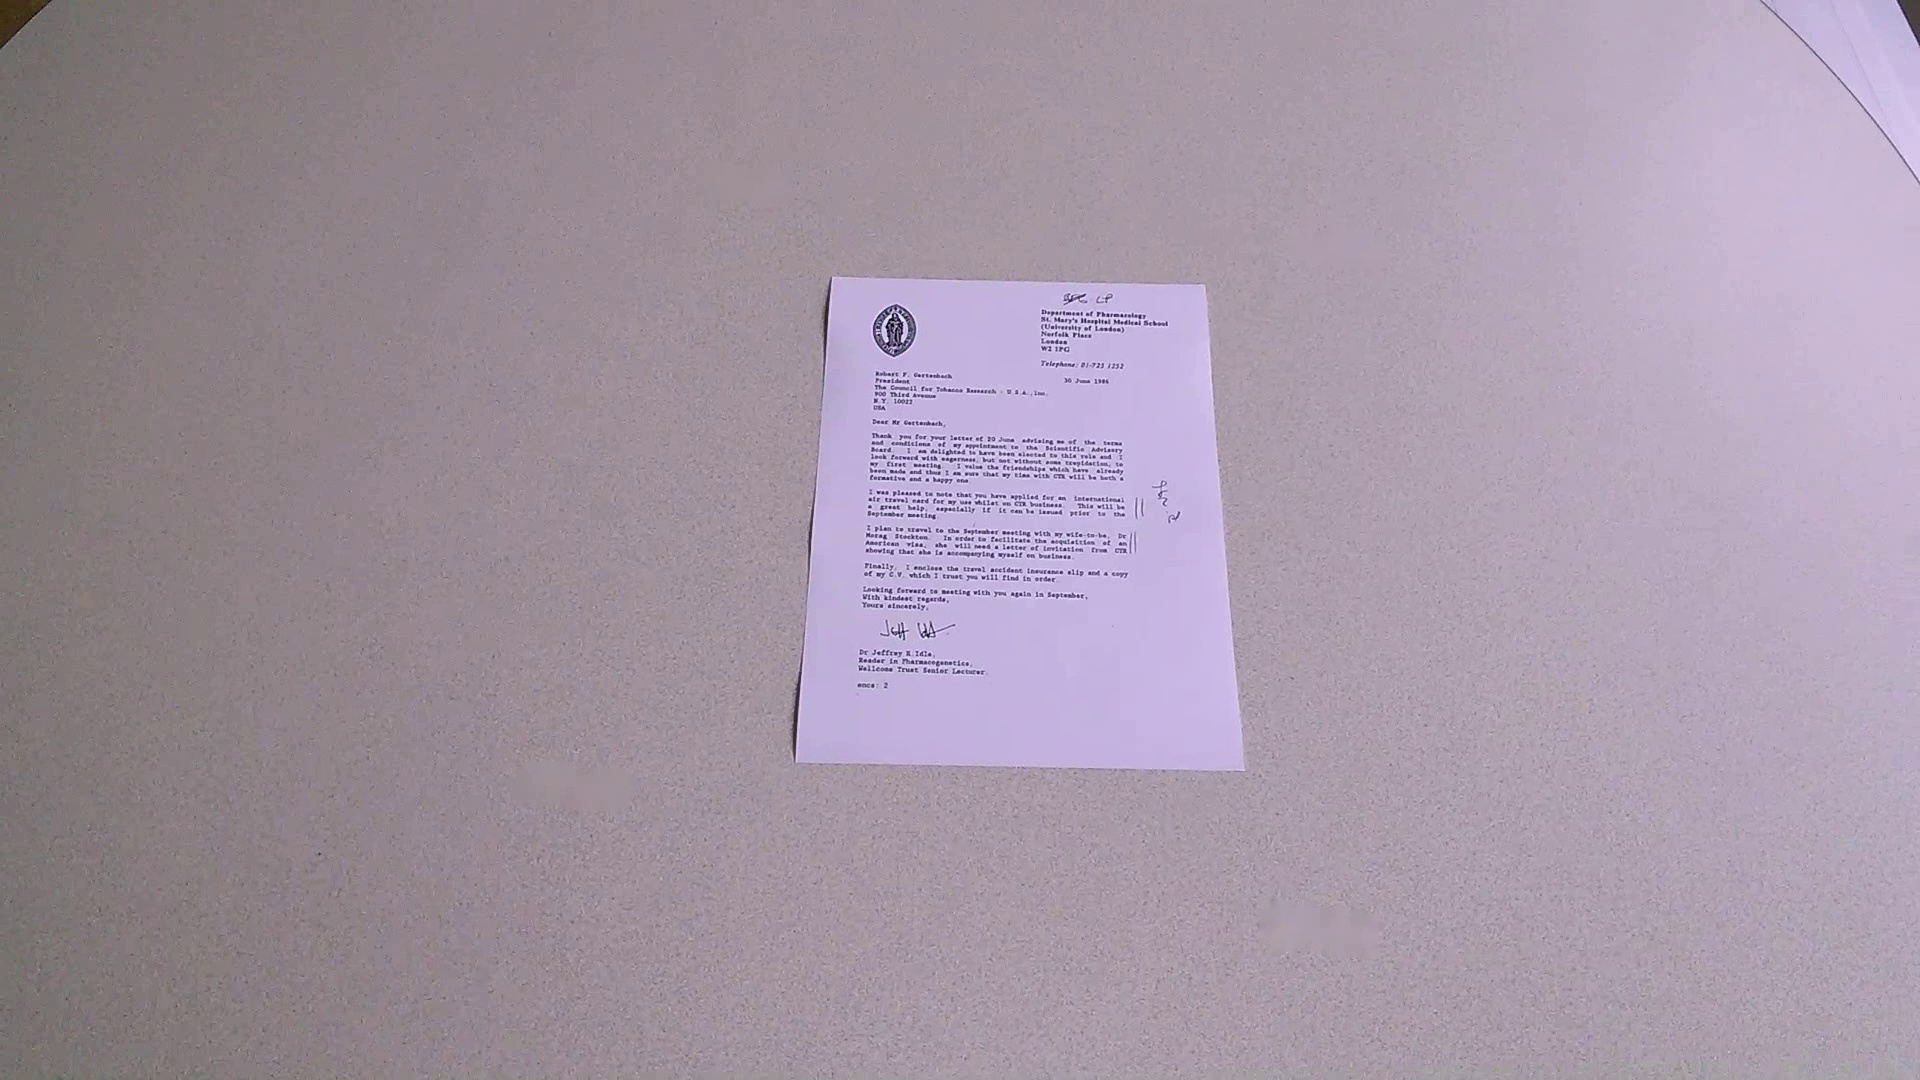 LP
Department of Pharmacology
St. Mary's Hospital Medical School
(University of London)
Norfolk Place
London
W2 1PG
Telephone: 01-723 1252
Robert F. Gertenbach
President
30 June 1986
The Council for Tobacco Research - U.S.A., Inc.
900 Third Avenue
N.Y. 10022
USA
Dear Mr Gertenbach,
Thank you for your letter of 20 June advising me of the terms
and conditions of my appointment to the Scientific Advisory
Board. I am delighted to have been elected to this role and I
look forward with eagerness, but not without some trepidation, to
my first meeting. I value the friendships which have already
been made and thus I am sure that my time with CTR will be both a
formative and a happy one.
I was pleased to note that you have applied for an international
air travel card for my use whilst on CTR business. This will be
a great help, especially if it can be issued prior to the
September meeting.
I plan to travel to the September meeting with my wife-to-be, Dr
Morag Stockton. In order to facilitate the acquisition of an
American visa, she will need a letter of invitation from CTR
showing that she is accompanying myself on business.
Finally, I enclose the travel accident insurance slip and a copy
of my C.V. which I trust you will find in order.
Looking forward to meeting with you again in September,
With kindest regards,
Yours sincerely,
Dr Jeffrey R. Idle,
Reader in Pharmacogenetics,
Wellcome Trust Senior Lecturer.
encs: 2